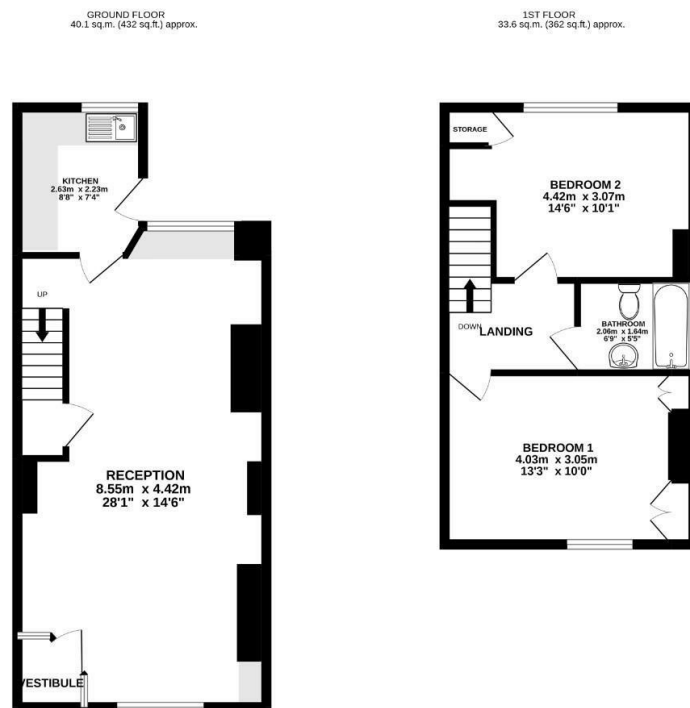 GROUND FLOOR
40.1 sq.m. (432 sq.ft.) approx.
KITCHEN
2.63m x 2.23m
8'8" x 7'4"
UP
RECEPTION
8.55m x 4.42m
28'1" x 14'6"
VESTIBULE
1ST FLOOR
33.6 sq.m. (362 sq.ft.) approx.
STORAGE
BEDROOM 2
4.42m x 3.07m
14'6" x 10'1"
DOWN
LANDING
BATHROOM
2.06m x 1.64m
6'9" x 5'5"
BEDROOM 1
4.03m x 3.05m
13'3" x 10'0"